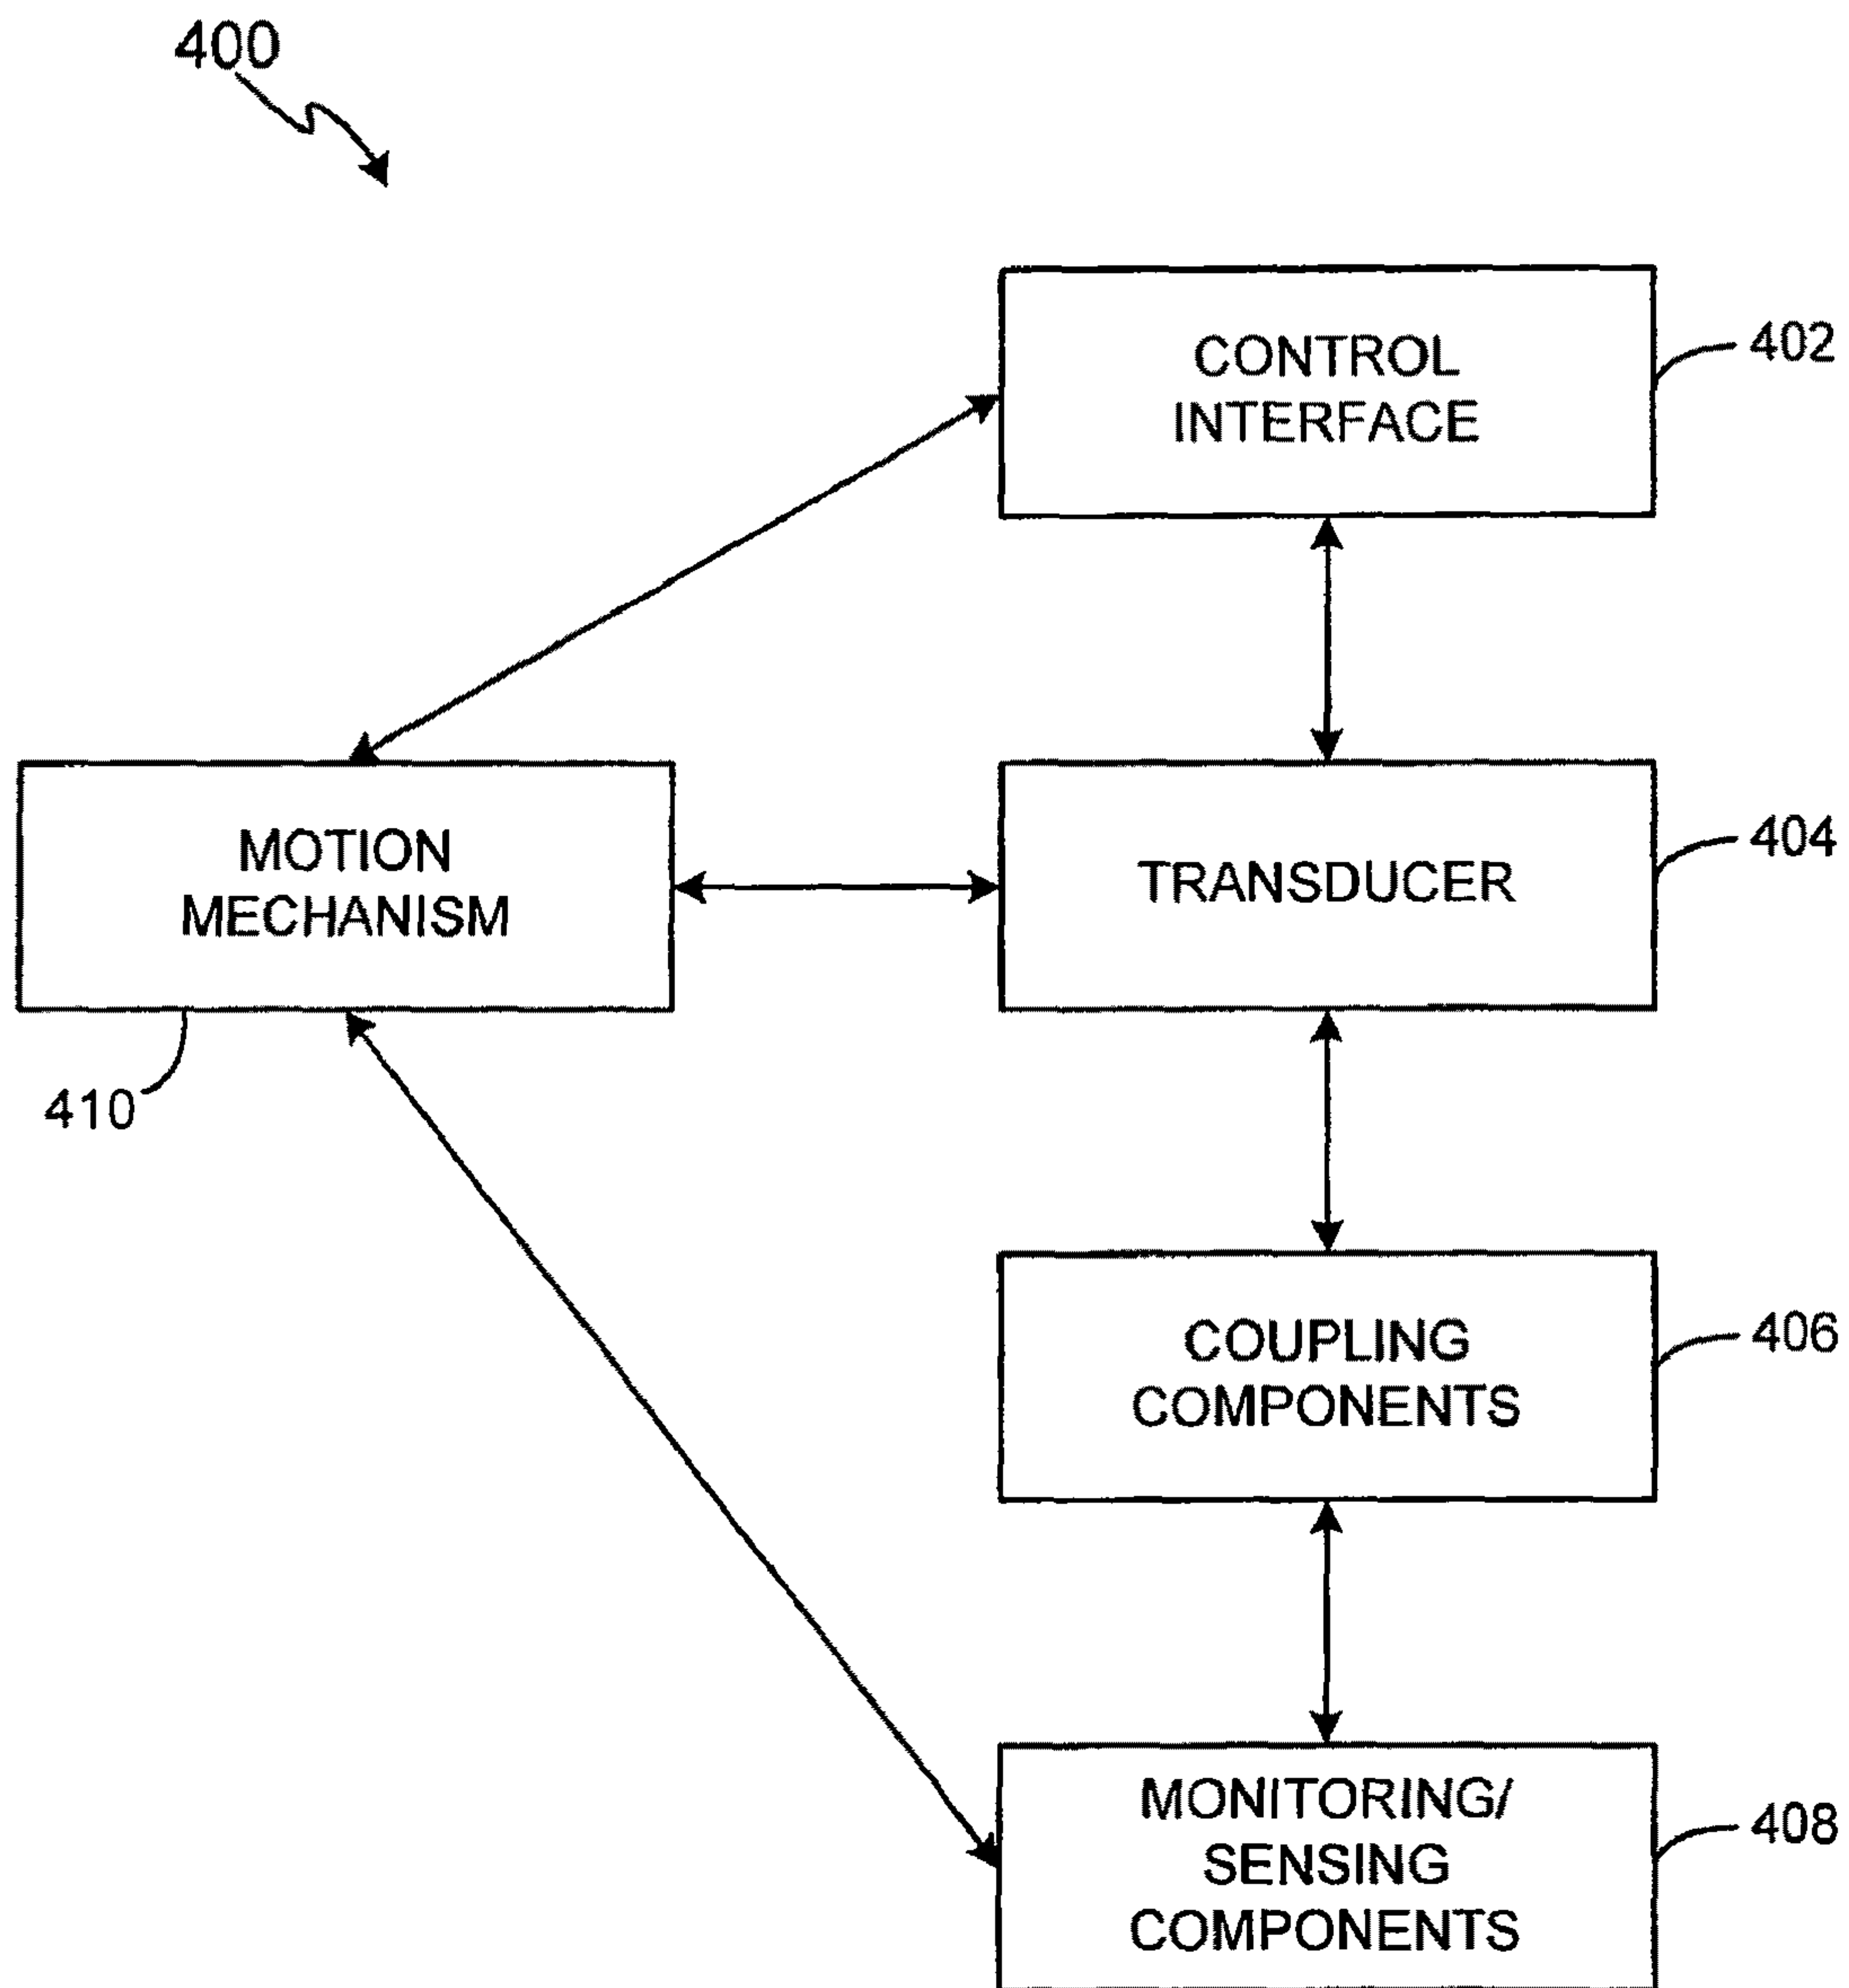 400
CONTROL
INTERFACE
402
MOTION
MECHANISM
410
TRANSDUCER
404
COUPLING
COMPONENTS
406
MONITORING/
SENSING
COMPONENTS
408